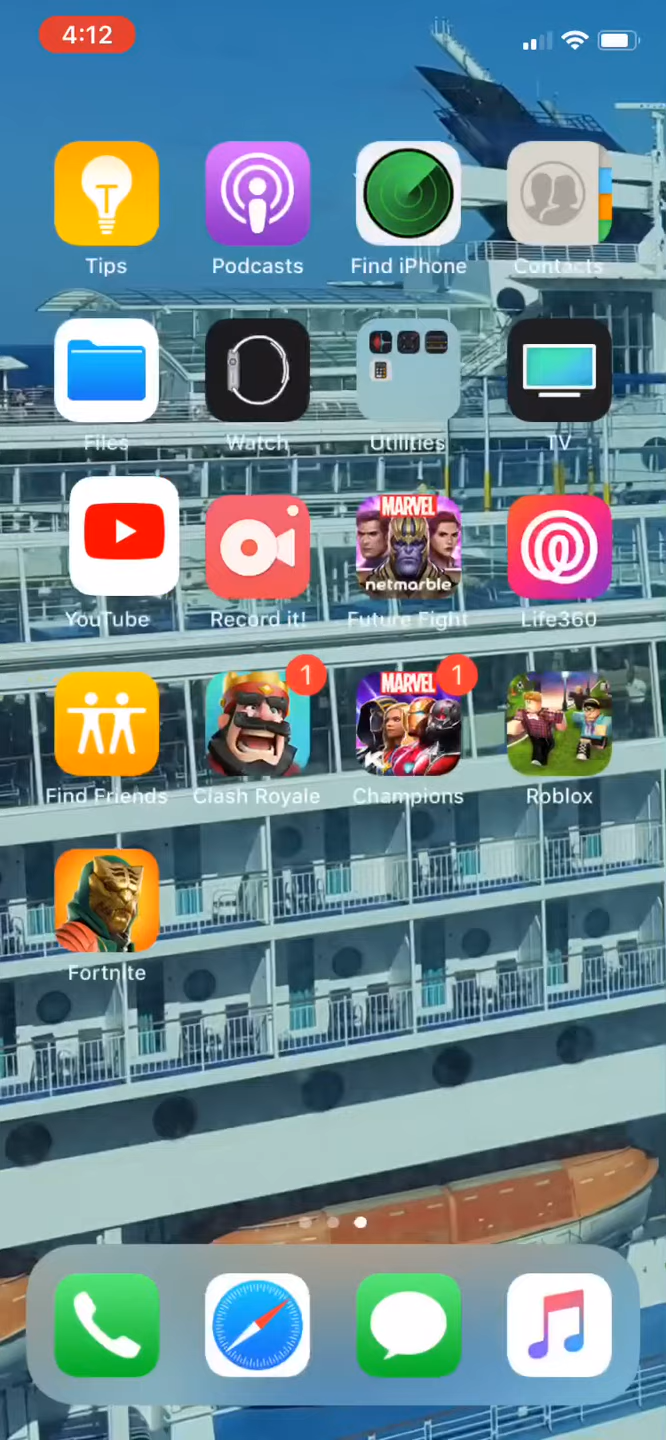 4:12
Tips Podcasts Find iPhone Contacts
Files Watch Utilities TV
MARVEL
netmarble
YouTube Record it! Future Fight Life360
1 1
MARVEL
Find Friends Clash Royale Champions Roblox
Fortnite